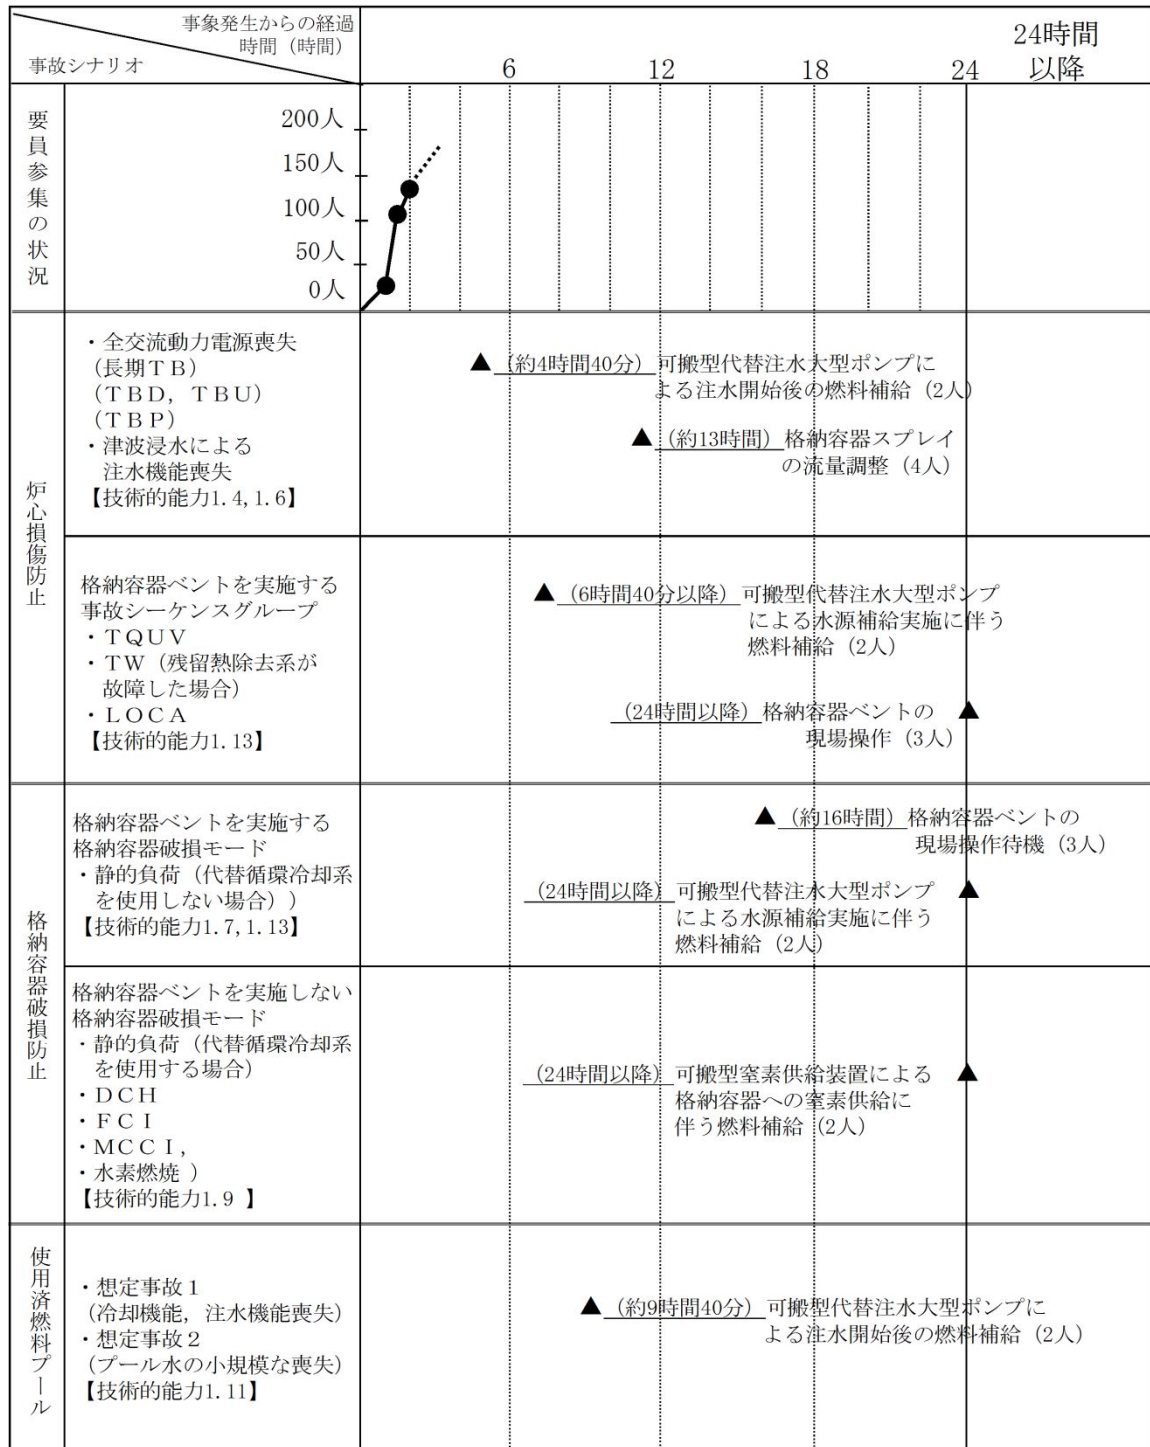 事象発生からの経過
時間（時間）
事故シナリオ
6
12
18
24
24時間
以降
要員参集の状況
200人
150人
100人
50人
0人
炉心損傷防止
・全交流動力電源喪失
（長期ＴＢ）
（ＴＢＤ，ＴＢＵ）
（ＴＢＰ）
・津波浸水による
注水機能喪失
【技術的能力1.4,1.6】
▲（約4時間40分）可搬型代替注水大型ポンプに
よる注水開始後の燃料補給（2人）
▲（約13時間）格納容器スプレイ
の流量調整（4人）
格納容器ベントを実施する
事故シーケンスグループ
・ＴＱＵＶ
・ＴＷ（残留熱除去系が
故障した場合）
・ＬＯＣＡ
【技術的能力1.13】
▲（6時間40分以降）可搬型代替注水大型ポンプ
による水源補給実施に伴う
燃料補給（2人）
（24時間以降）格納容器ベントの ▲
現場操作（3人）
格納容器破損防止
格納容器ベントを実施する
格納容器破損モード
・静的負荷（代替循環冷却系
を使用しない場合））
【技術的能力1.7,1.13】
▲（約16時間）格納容器ベントの
現場操作待機（3人）
（24時間以降）可搬型代替注水大型ポンプ ▲
による水源補給実施に伴う
燃料補給（2人）
格納容器ベントを実施しない
格納容器破損モード
・静的負荷（代替循環冷却系
を使用する場合）
・ＤＣＨ
・ＦＣＩ
・ＭＣＣＩ，
・水素燃焼 ）
【技術的能力1.9 】
（24時間以降）可搬型窒素供給装置による ▲
格納容器への窒素供給に
伴う燃料補給（2人）
使用済燃料プール
・想定事故１
（冷却機能，注水機能喪失）
・想定事故２
（プール水の小規模な喪失）
【技術的能力1.11】
▲（約9時間40分）可搬型代替注水大型ポンプに
よる注水開始後の燃料補給（2人）